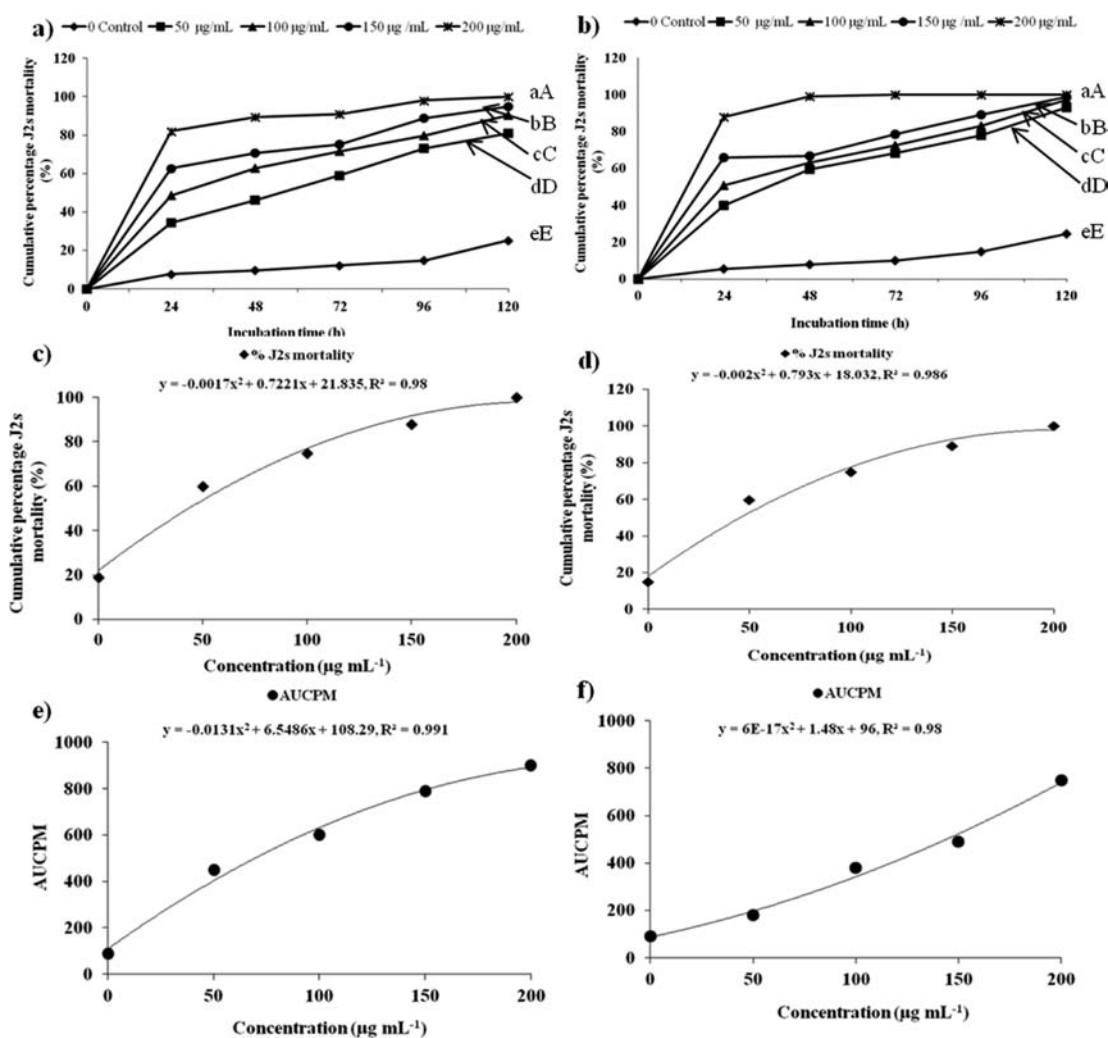 a)
0 Control 50 µg/mL 100 µg/mL 150 µg /mL 200 µg/mL
Cumulative percentage J2s mortality
(%)
120
100
80
60
40
20
0
0 24 48 72 96 120
Incubation time (h)
aA
bB
cC
dD
eE
b)
0 Control 50 µg/mL 100 µg/mL 150 µg /mL 200 µg/mL
Cumulative percentage J2s mortality
(%)
120
100
80
60
40
20
0
0 24 48 72 96 120
Incubation time (h)
aA
bB
cC
dD
eE
c)
% J2s mortality
y = -0.0017x² + 0.7221x + 21.835, R² = 0.98
Cumulative percentage J2s
mortality (%)
100
80
60
40
20
0
0 50 100 150 200
Concentration (µg mL⁻¹)
d)
% J2s mortality
y = -0.002x² + 0.793x + 18.032, R² = 0.986
Cumulative percentage J2s
mortality (%)
120
100
80
60
40
20
0
0 50 100 150 200
Concentration (µg mL⁻¹)
e)
AUCPM
y = -0.0131x² + 6.5486x + 108.29, R² = 0.991
AUCPM
1000
800
600
400
200
0
0 50 100 150 200
Concentration (µg mL⁻¹)
f)
AUCPM
y = 6E-17x² + 1.48x + 96, R² = 0.98
AUCPM
1000
800
600
400
200
0
0 50 100 150 200
Concentration (µg mL⁻¹)